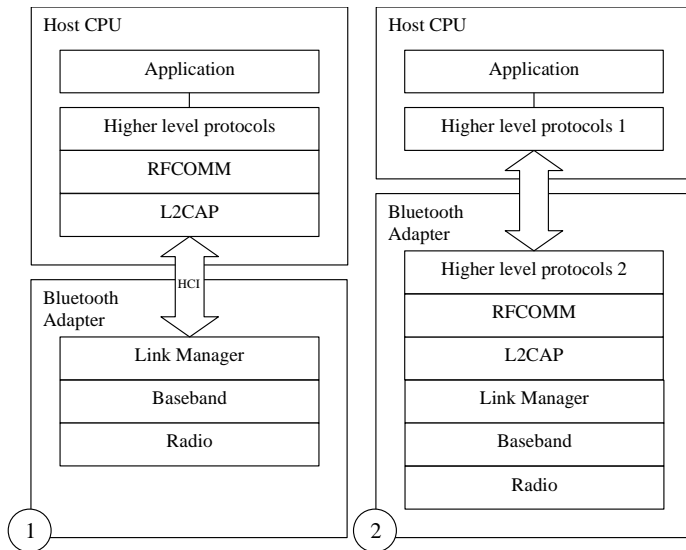 Host CPU
Application
Higher level protocols
RFCOMM
L2CAP
HCI
Bluetooth
Adapter
Link Manager
Baseband
Radio
1
Host CPU
Application
Higher level protocols 1
Bluetooth
Adapter
Higher level protocols 2
RFCOMM
L2CAP
Link Manager
Baseband
Radio
2